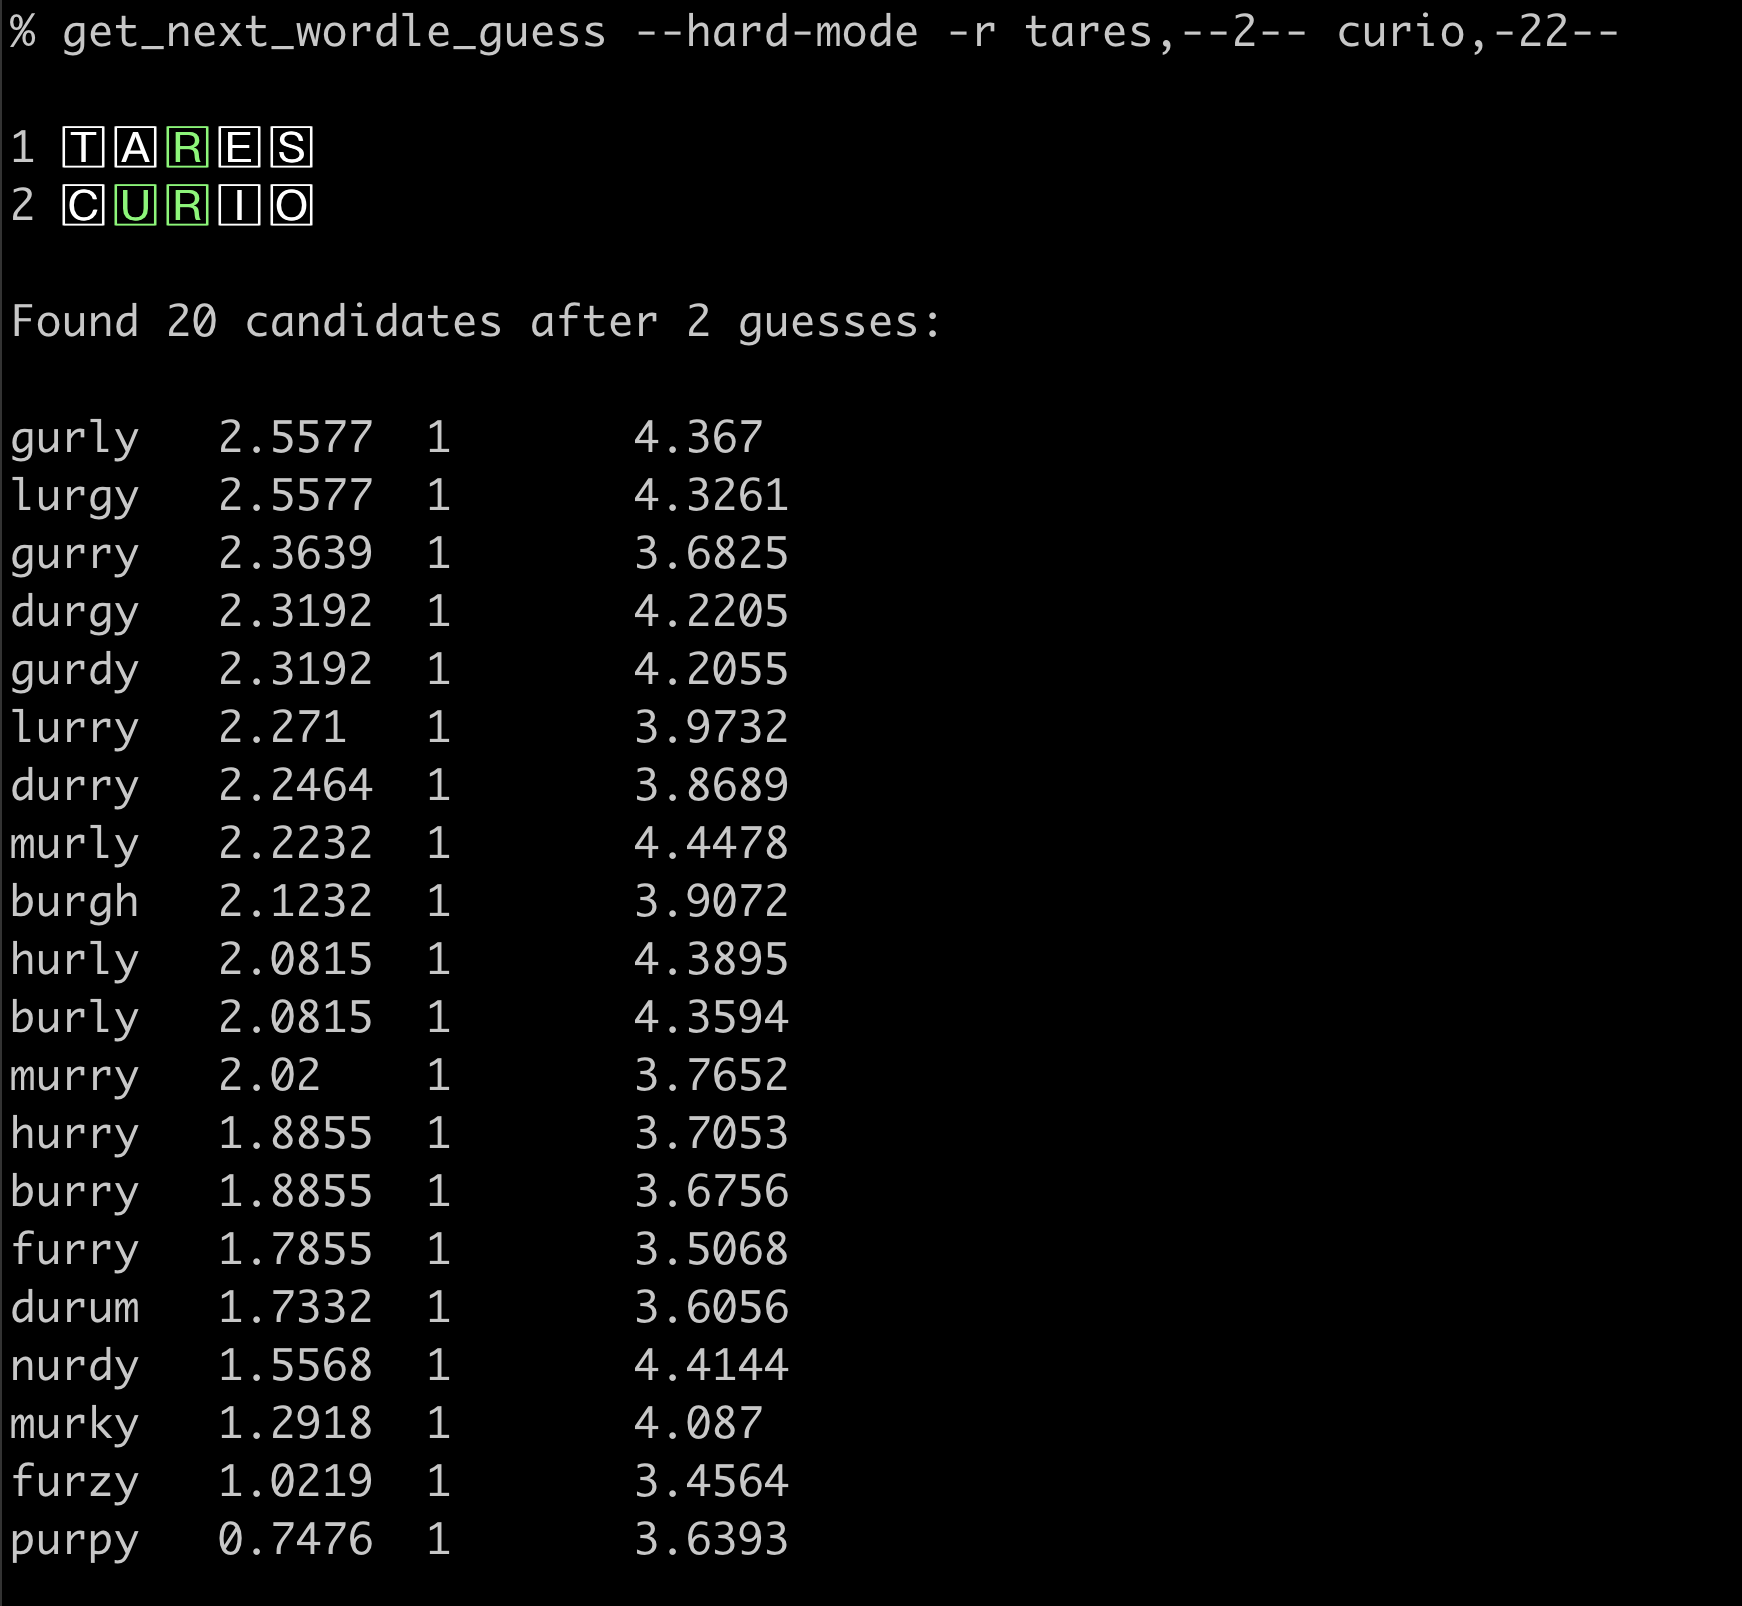 % get_next_wordle_guess --hard-mode -r tares,--2-- curio,-22--
1 TARES
2 CURIO
Found 20 candidates after 2 guesses:
gurly 2.5577 1 4.367
lurgy 2.5577 1 4.3261
gurry 2.3639 1 3.6825
durgy 2.3192 1 4.2205
gurdy 2.3192 1 4.2055
lurry 2.271 1 3.9732
durry 2.2464 1 3.8689
murly 2.2232 1 4.4478
burgh 2.1232 1 3.9072
hurly 2.0815 1 4.3895
burly 2.0815 1 4.3594
murry 2.02 1 3.7652
hurry 1.8855 1 3.7053
burry 1.8855 1 3.6756
furry 1.7855 1 3.5068
durum 1.7332 1 3.6056
nurdy 1.5568 1 4.4144
murky 1.2918 1 4.087
furzy 1.0219 1 3.4564
purpy 0.7476 1 3.6393